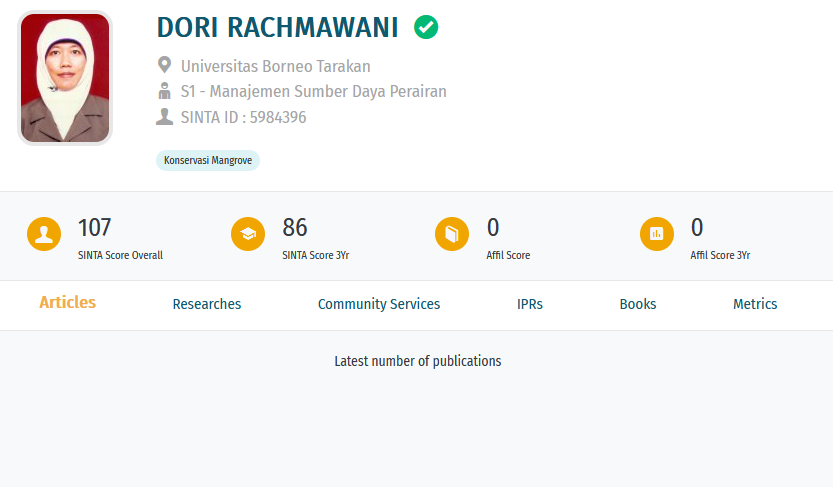 DORI RACHMAWANI
Universitas Borneo Tarakan
S1 - Manajemen Sumber Daya Perairan
SINTA ID : 5984396
Konservasi Mangrove
107
SINTA Score Overall
86
SINTA Score 3Yr
0
Affil Score
0
Affil Score 3Yr
Articles Researches Community Services IPRs Books Metrics
Latest number of publications